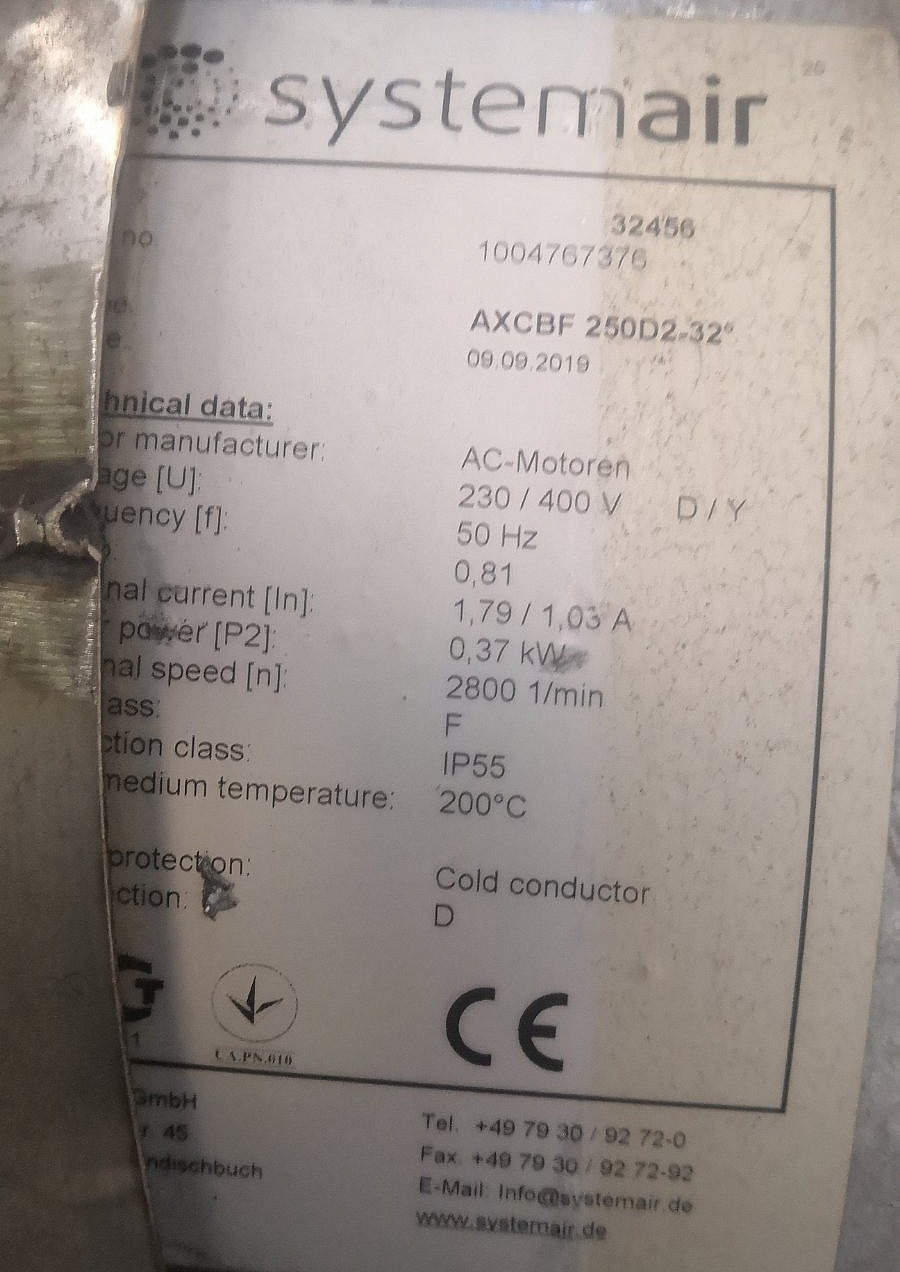 systemair
32456
no. 1004767376
AXCBF 250D2-32°
09.09.2019
hnical data:
or manufacturer: AC-Motoren
age [U]: 230 / 400 V D / Y
uency [f]: 50 Hz
0,81
nal current [In]: 1,79 / 1,03 A
power [P2]: 0,37 kW
nal speed [n]: 2800 1/min
ass: F
ction class: IP55
medium temperature: 200°C
protection: Cold conductor
ction: D
UA.PN.010
CE
GmbH
r. 45
ndischbuch
Tel. +49 79 30 / 92 72-0
Fax. +49 79 30 / 92 72-92
E-Mail: Info@systemair.de
www.systemair.de